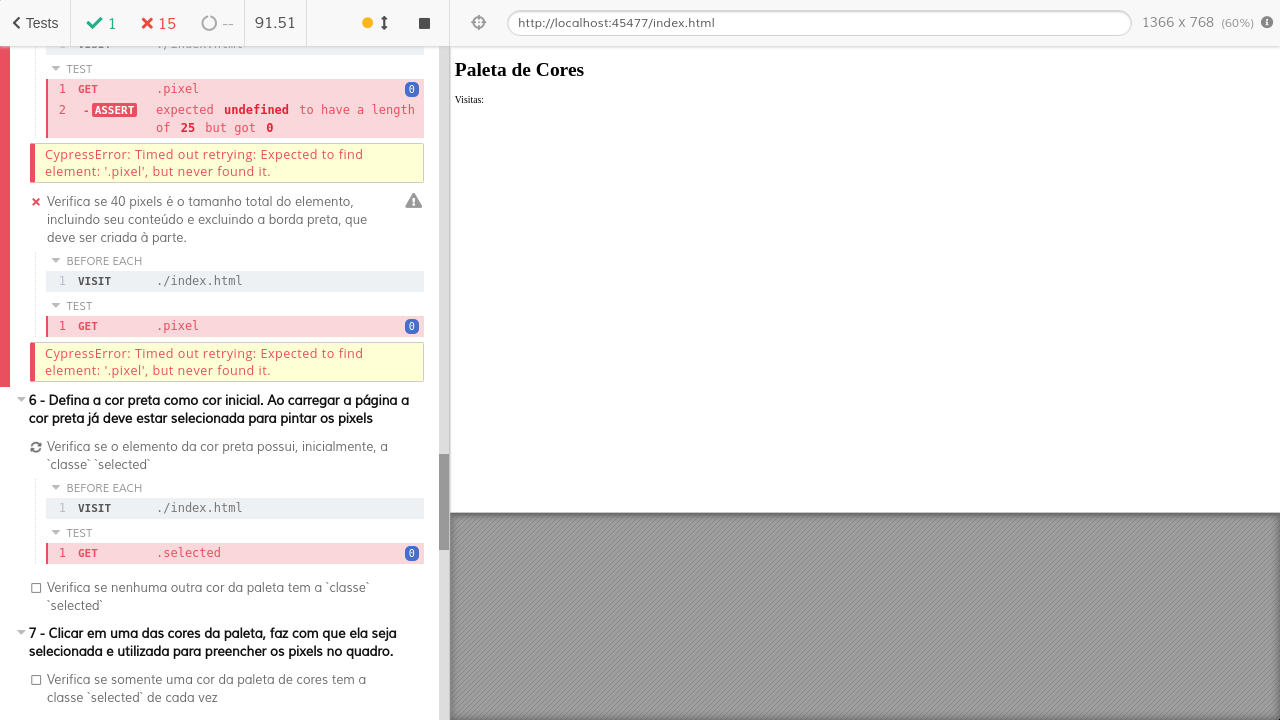 Tests
1
15
--
91.51
http://localhost:45477/index.html
1366 x 768 (60%)
1 VISIT ./index.html
TEST
1 GET .pixel 0
2 -ASSERT expected undefined to have a length
of 25 but got 0
CypressError: Timed out retrying: Expected to find
element: '.pixel', but never found it.
Verifica se 40 pixels é o tamanho total do elemento,
incluindo seu conteúdo e excluindo a borda preta, que
deve ser criada à parte.
BEFORE EACH
1 VISIT ./index.html
TEST
1 GET .pixel 0
CypressError: Timed out retrying: Expected to find
element: '.pixel', but never found it.
6 - Defina a cor preta como cor inicial. Ao carregar a página a
cor preta já deve estar selecionada para pintar os pixels
Verifica se o elemento da cor preta possui, inicialmente, a
`classe` `selected`
BEFORE EACH
1 VISIT ./index.html
TEST
1 GET .selected 0
Verifica se nenhuma outra cor da paleta tem a `classe`
`selected`
7 - Clicar em uma das cores da paleta, faz com que ela seja
selecionada e utilizada para preencher os pixels no quadro.
Verifica se somente uma cor da paleta de cores tem a
classe `selected` de cada vez
Paleta de Cores
Visitas: